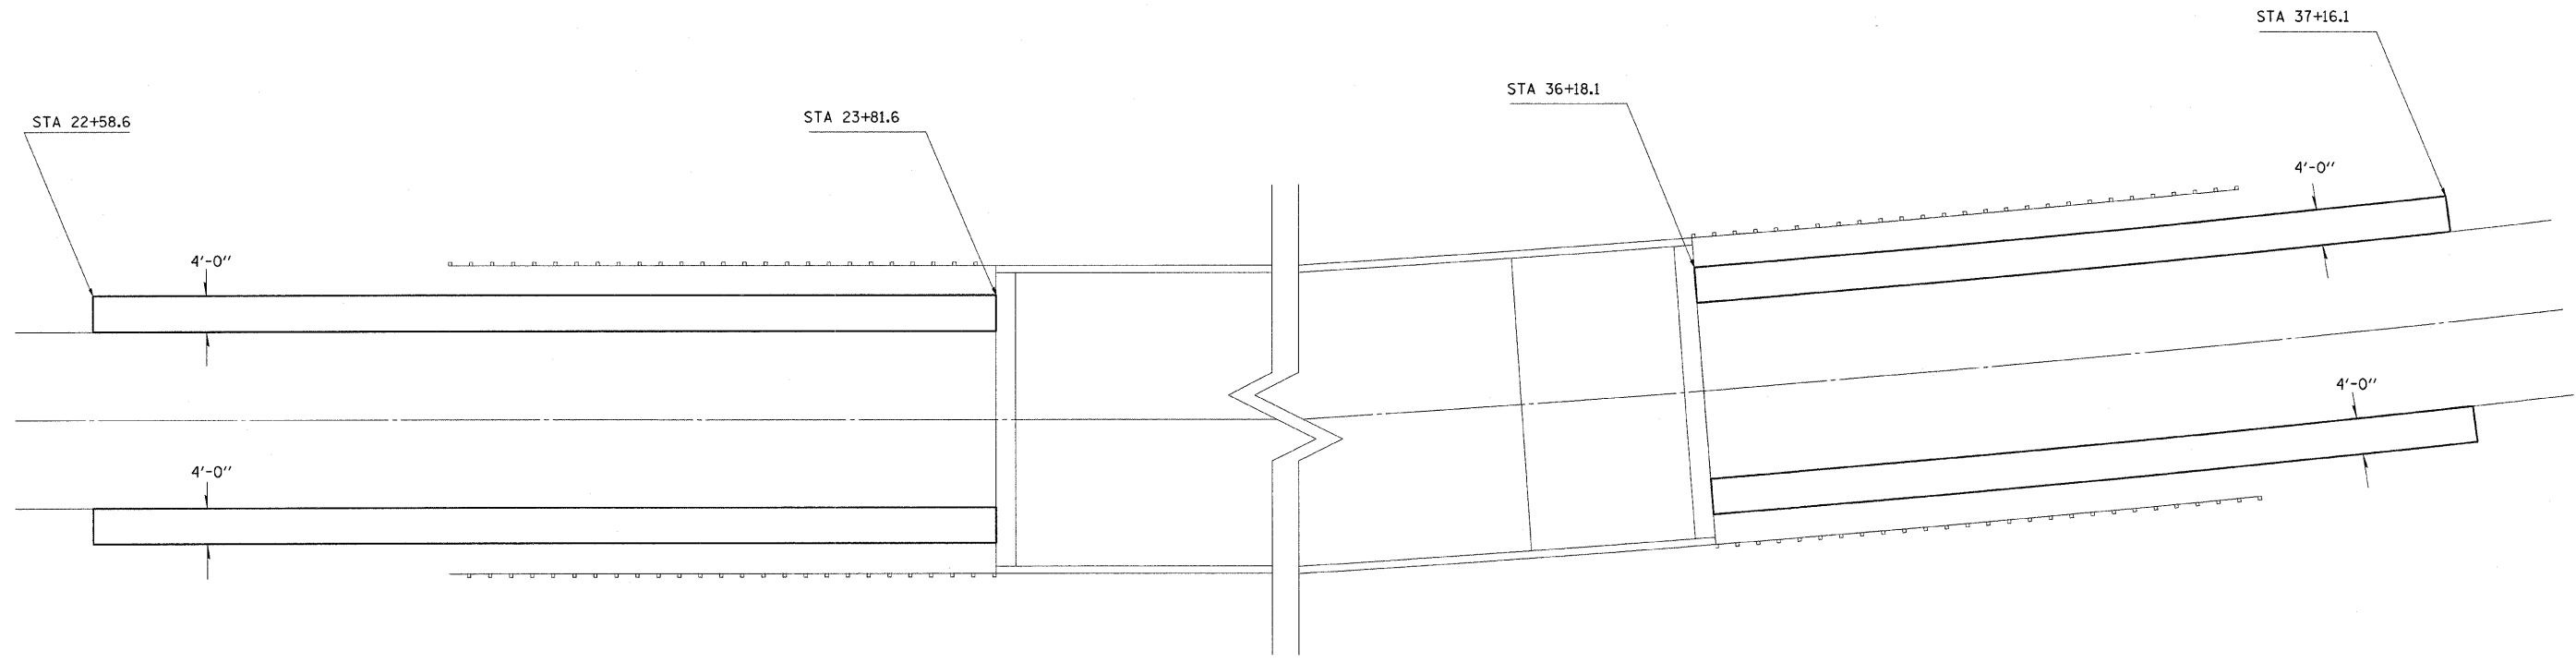 STA 37+16.1
STA 36+18.1
STA 22+58.6
STA 23+81.6
4'-0"
4'-0"
4'-0"
4'-0"